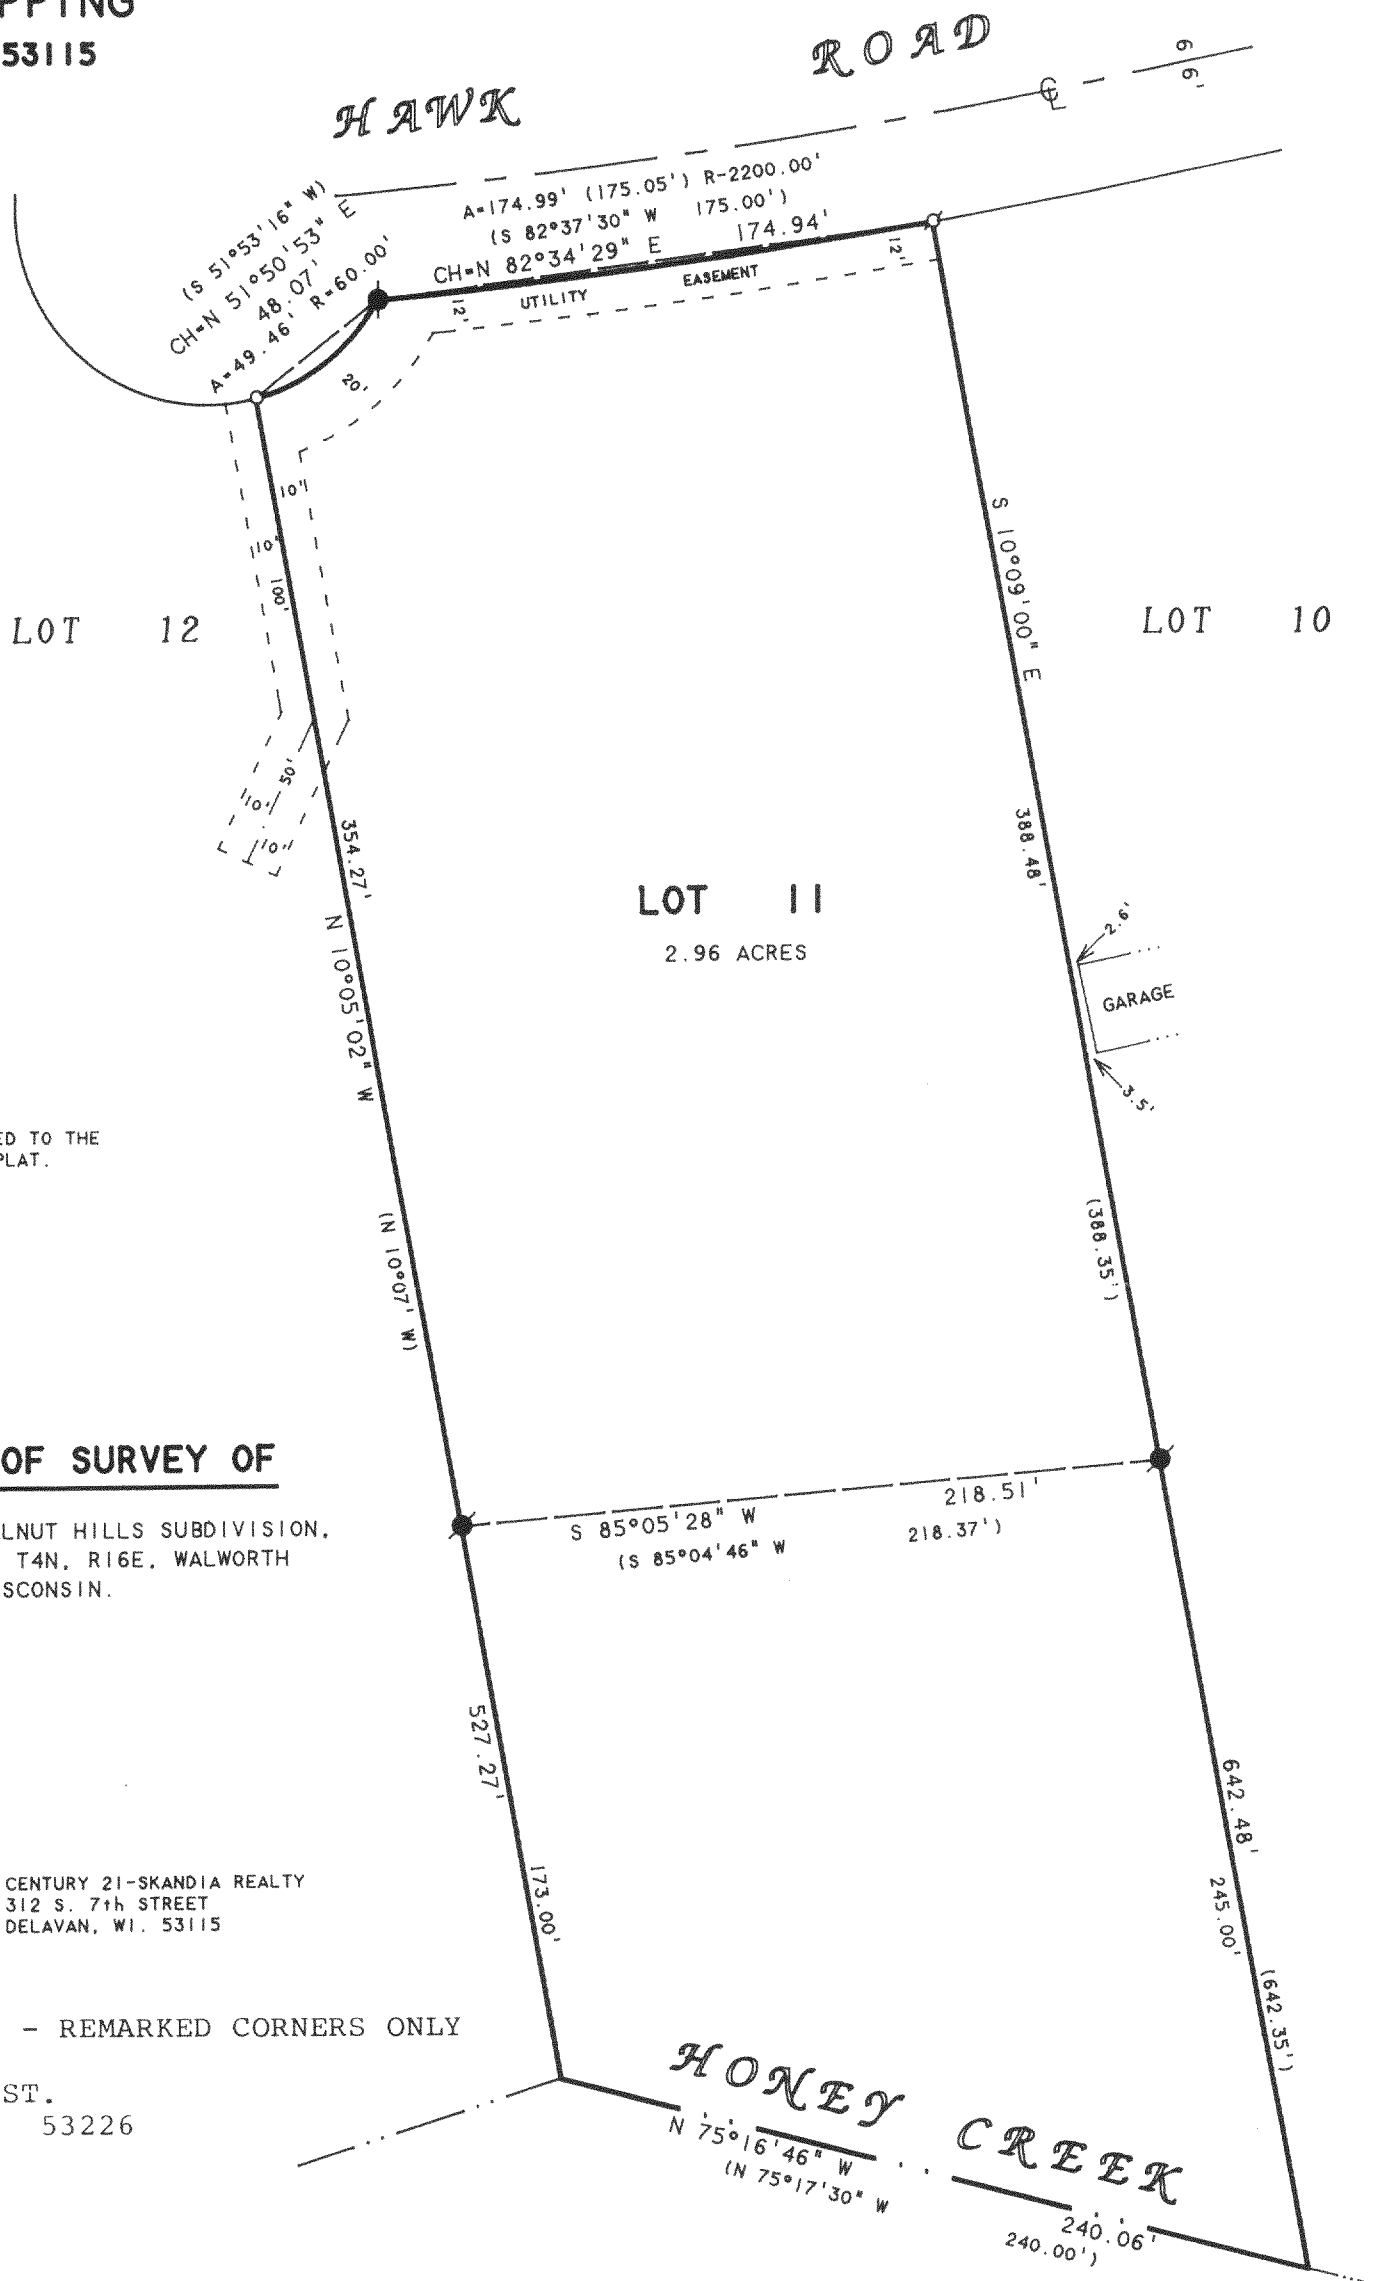 PPING
53115
HAWK ROAD
66'
℄
A=174.99' (175.05') R-2200.00'
(S 82°37'30" W 175.00')
CH=N 82°34'29" E 174.94'
(S 51°53'16" W)
CH=N 51°50'53" E
48.07'
A=49.46' R=60.00'
12'
UTILITY EASEMENT
12'
20'
10'
10'
100'
50'
10'
10'
LOT 12
LOT 10
S 10°09'00" E
388.48'
(388.35')
354.27'
N 10°05'02" W
(N 10°07' W)
LOT 11
2.96 ACRES
2.6'
GARAGE
3.5'
ED TO THE
PLAT.
OF SURVEY OF
LNUT HILLS SUBDIVISION,
T4N, R16E, WALWORTH
SCONSIN.
S 85°05'28" W 218.51'
(S 85°04'46" W 218.37')
527.27'
173.00'
642.48'
245.00'
(642.35')
CENTURY 21-SKANDIA REALTY
312 S. 7th STREET
DELAVAN, WI. 53115
- REMARKED CORNERS ONLY
ST.
53226
HONEY CREEK
N 75°16'46" W 240.06'
(N 75°17'30" W 240.00')